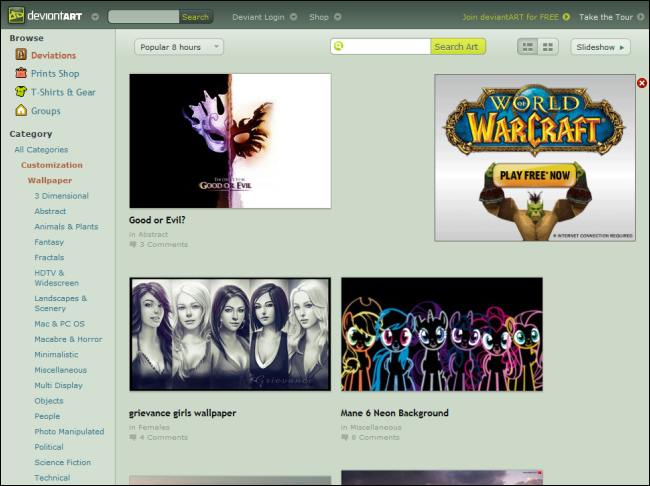 deviantART
Search
Deviant Login
Shop
Join deviantART for FREE
Take the Tour
Browse
Deviations
Prints Shop
T-Shirts & Gear
Groups
Category
All Categories
Customization
Wallpaper
3 Dimensional
Abstract
Animals & Plants
Fantasy
Fractals
HDTV &
Widescreen
Landscapes &
Scenery
Mac & PC OS
Macabre & Horror
Minimalistic
Miscellaneous
Multi Display
Objects
People
Photo Manipulated
Political
Science Fiction
Technical
Popular 8 hours
Search Art
Slideshow
GOOD OR EVIL
Good or Evil?
in Abstract
3 Comments
WORLD
OF
WARCRAFT
PLAY FREE* NOW
INTERNET CONNECTION REQUIRED.
Grievance
grievance girls wallpaper
in Females
4 Comments
Mane 6 Neon Background
in Miscellaneous
8 Comments